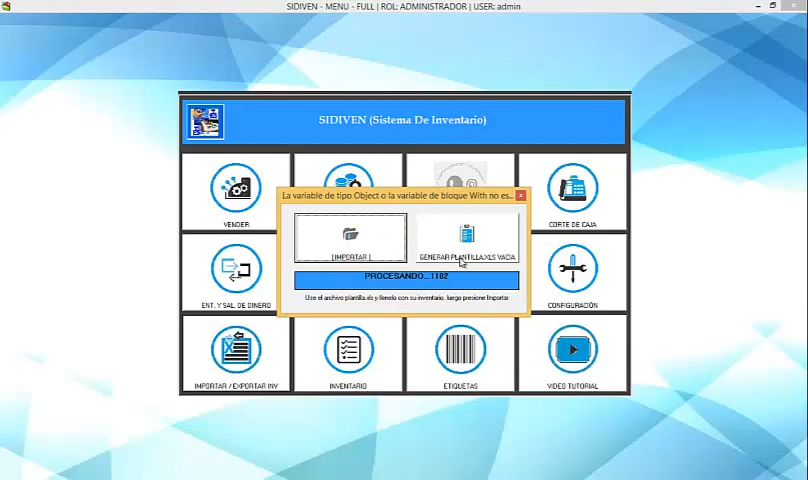 SIDIVEN - MENU - FULL | ROL: ADMINISTRADOR | USER: admin
SIDIVEN (Sistema De Inventario)
VENDER
CORTE DE CAJA
La variable de tipo Object o la variable de bloque With no es...
[IMPORTAR]
GENERAR PLANTILLA.XLS VACIA
PROCESANDO...1102
Use el archivo plantilla.xls y llenelo con su inventario, luego presione Importar
ENT. Y SAL. DE DINERO
CONFIGURACIÓN
IMPORTAR / EXPORTAR INV
INVENTARIO
ETIQUETAS
VIDEO TUTORIAL